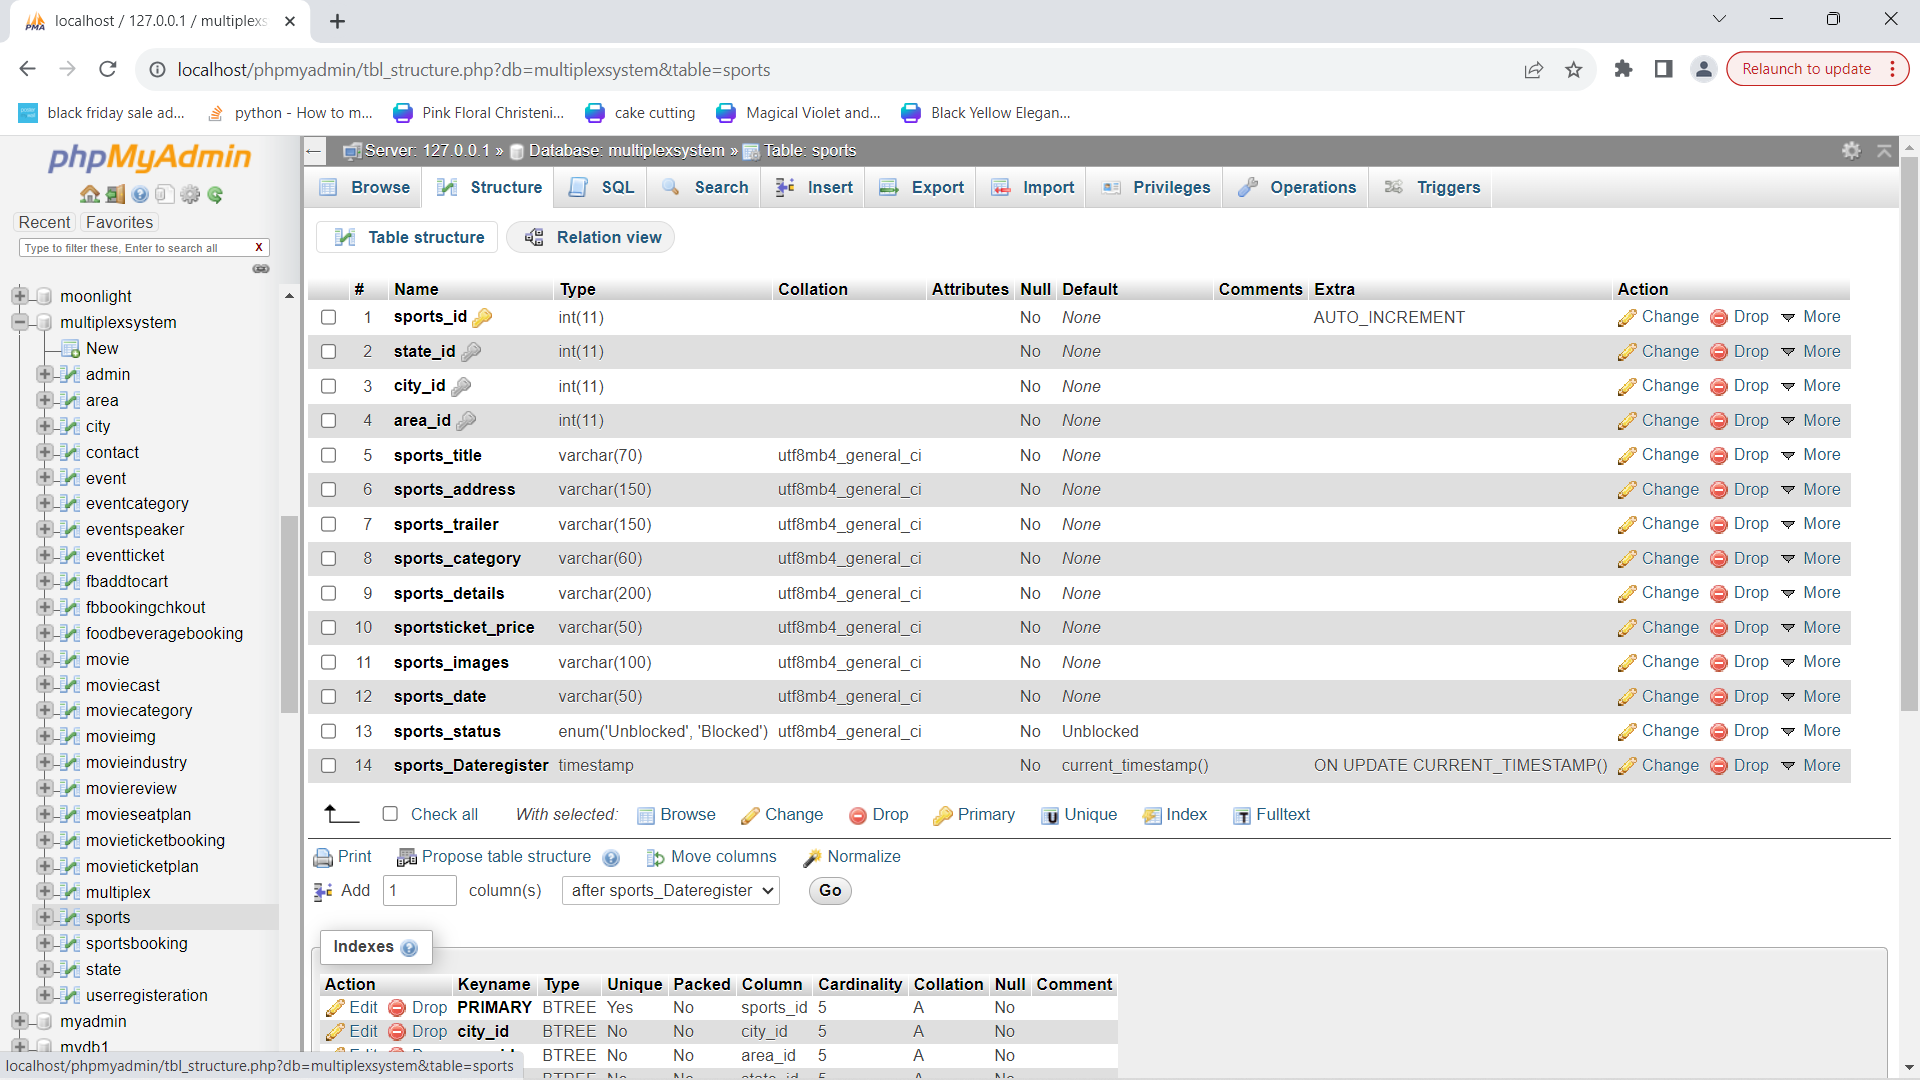 localhost / 127.0.0.1 / multiplexs
localhost/phpmyadmin/tbl_structure.php?db=multiplexsystem&table=sports
Relaunch to update
black friday sale ad...
python - How to m...
Pink Floral Christeni...
cake cutting
Magical Violet and...
Black Yellow Elegan...
phpMyAdmin
Recent Favorites
Type to filter these, Enter to search all X
moonlight
multiplexsystem
New
admin
area
city
contact
event
eventcategory
eventspeaker
eventticket
fbaddtocart
fbbookingchkout
foodbeveragebooking
movie
moviecast
moviecategory
movieimg
movieindustry
moviereview
movieseatplan
movieticketbooking
movieticketplan
multiplex
sports
sportsbooking
state
userregisteration
myadmin
mydb1
Server: 127.0.0.1 » Database: multiplexsystem » Table: sports
Browse Structure SQL Search Insert Export Import Privileges Operations Triggers
Table structure Relation view
# Name Type Collation Attributes Null Default Comments Extra Action
1 sports_id int(11) No None AUTO_INCREMENT Change Drop More
2 state_id int(11) No None Change Drop More
3 city_id int(11) No None Change Drop More
4 area_id int(11) No None Change Drop More
5 sports_title varchar(70) utf8mb4_general_ci No None Change Drop More
6 sports_address varchar(150) utf8mb4_general_ci No None Change Drop More
7 sports_trailer varchar(150) utf8mb4_general_ci No None Change Drop More
8 sports_category varchar(60) utf8mb4_general_ci No None Change Drop More
9 sports_details varchar(200) utf8mb4_general_ci No None Change Drop More
10 sportsticket_price varchar(50) utf8mb4_general_ci No None Change Drop More
11 sports_images varchar(100) utf8mb4_general_ci No None Change Drop More
12 sports_date varchar(50) utf8mb4_general_ci No None Change Drop More
13 sports_status enum('Unblocked', 'Blocked') utf8mb4_general_ci No Unblocked Change Drop More
14 sports_Dateregister timestamp No current_timestamp() ON UPDATE CURRENT_TIMESTAMP() Change Drop More
Check all With selected: Browse Change Drop Primary Unique Index Fulltext
Print Propose table structure Move columns Normalize
Add 1 column(s) after sports_Dateregister Go
Indexes
Action Keyname Type Unique Packed Column Cardinality Collation Null Comment
Edit Drop PRIMARY BTREE Yes No sports_id 5 A No
Edit Drop city_id BTREE No No city_id 5 A No
BTREE No No area_id 5 A No
localhost/phpmyadmin/tbl_structure.php?db=multiplexsystem&table=sports